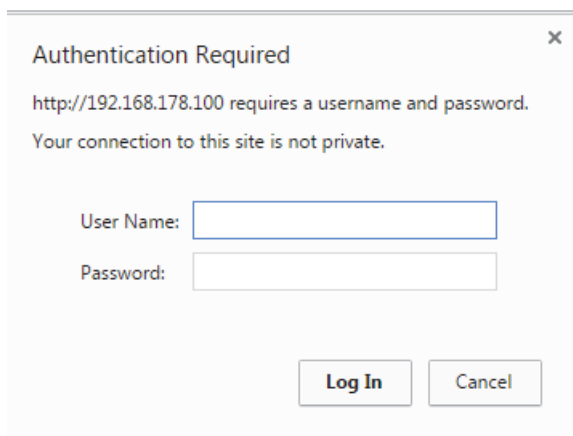 Authentication Required
http://192.168.178.100 requires a username and password.
Your connection to this site is not private.
User Name:
Password:
Log In Cancel